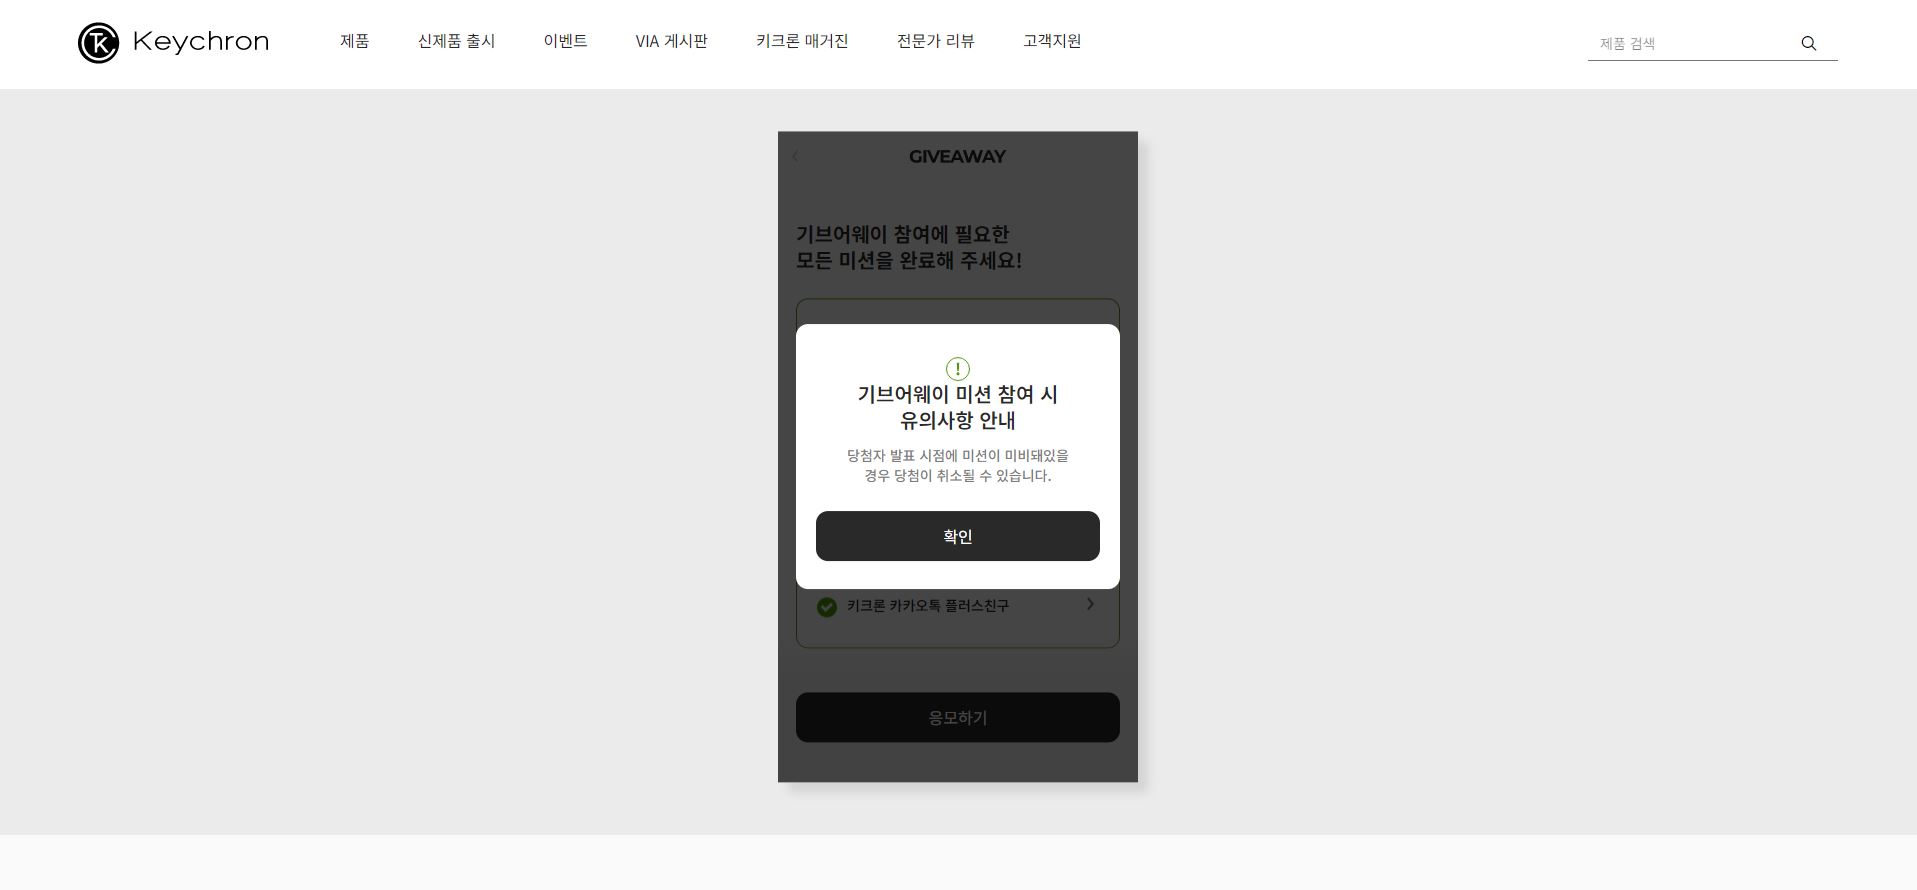 Keychron
제품
신제품 출시
이벤트
VIA 게시판
키크론 매거진
전문가 리뷰
고객지원
제품 검색
GIVEAWAY
기브어웨이 참여에 필요한
모든 미션을 완료해 주세요!
기브어웨이 미션 참여 시
유의사항 안내
당첨자 발표 시점에 미션이 미비돼있을
경우 당첨이 취소될 수 있습니다.
확인
키크론 카카오톡 플러스친구
응모하기